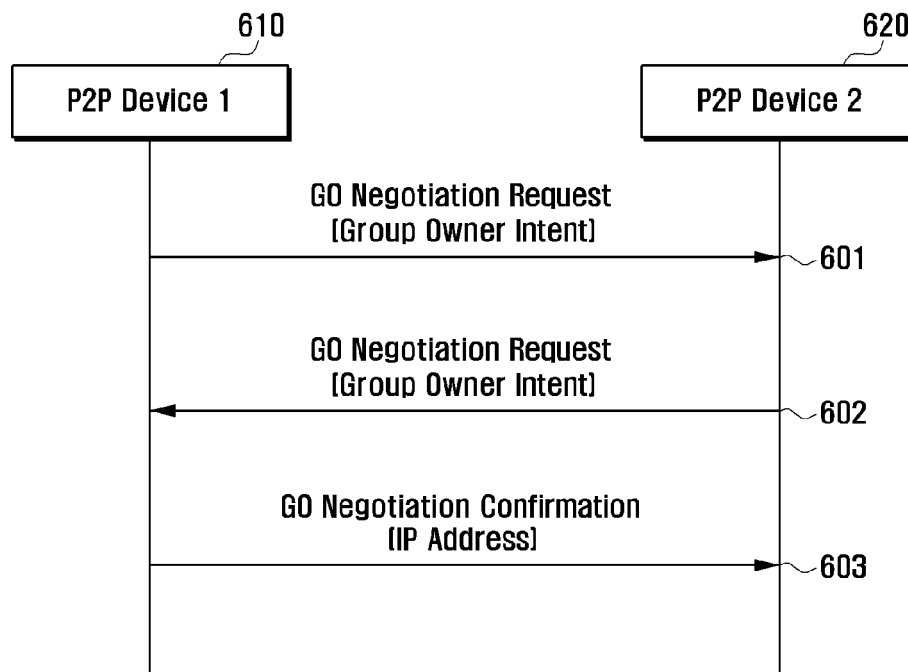 610
620
P2P Device 1
P2P Device 2
GO Negotiation Request
[Group Owner Intent]
601
GO Negotiation Request
[Group Owner Intent]
602
GO Negotiation Confirmation
[IP Address]
603